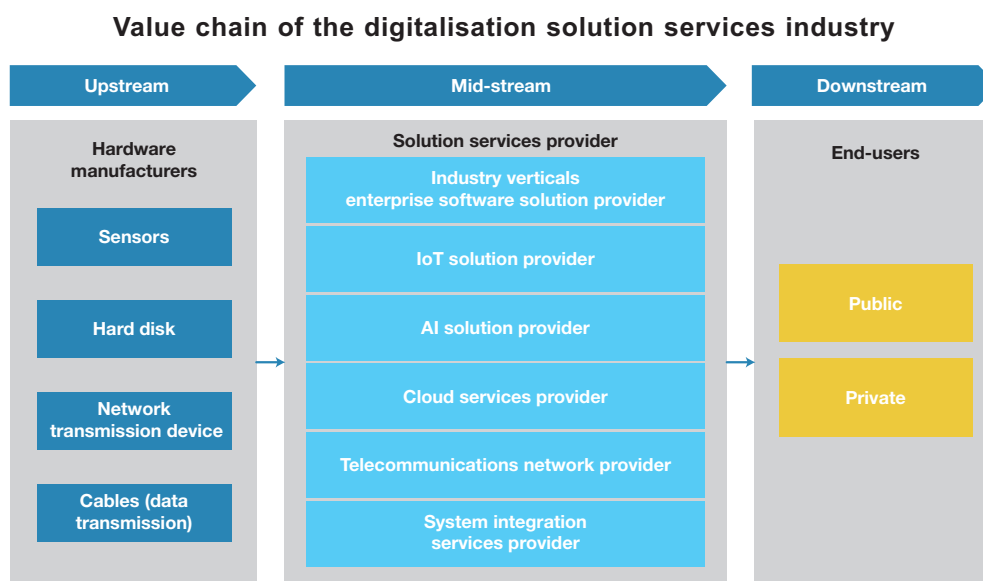 Value chain of the digitalisation solution services industry
Upstream
Mid-stream
Downstream
Hardware
manufacturers
Sensors
Hard disk
Network
transmission device
Cables (data
transmission)
Solution services provider
Industry verticals
enterprise software solution provider
IoT solution provider
AI solution provider
Cloud services provider
Telecommunications network provider
System integration
services provider
End-users
Public
Private